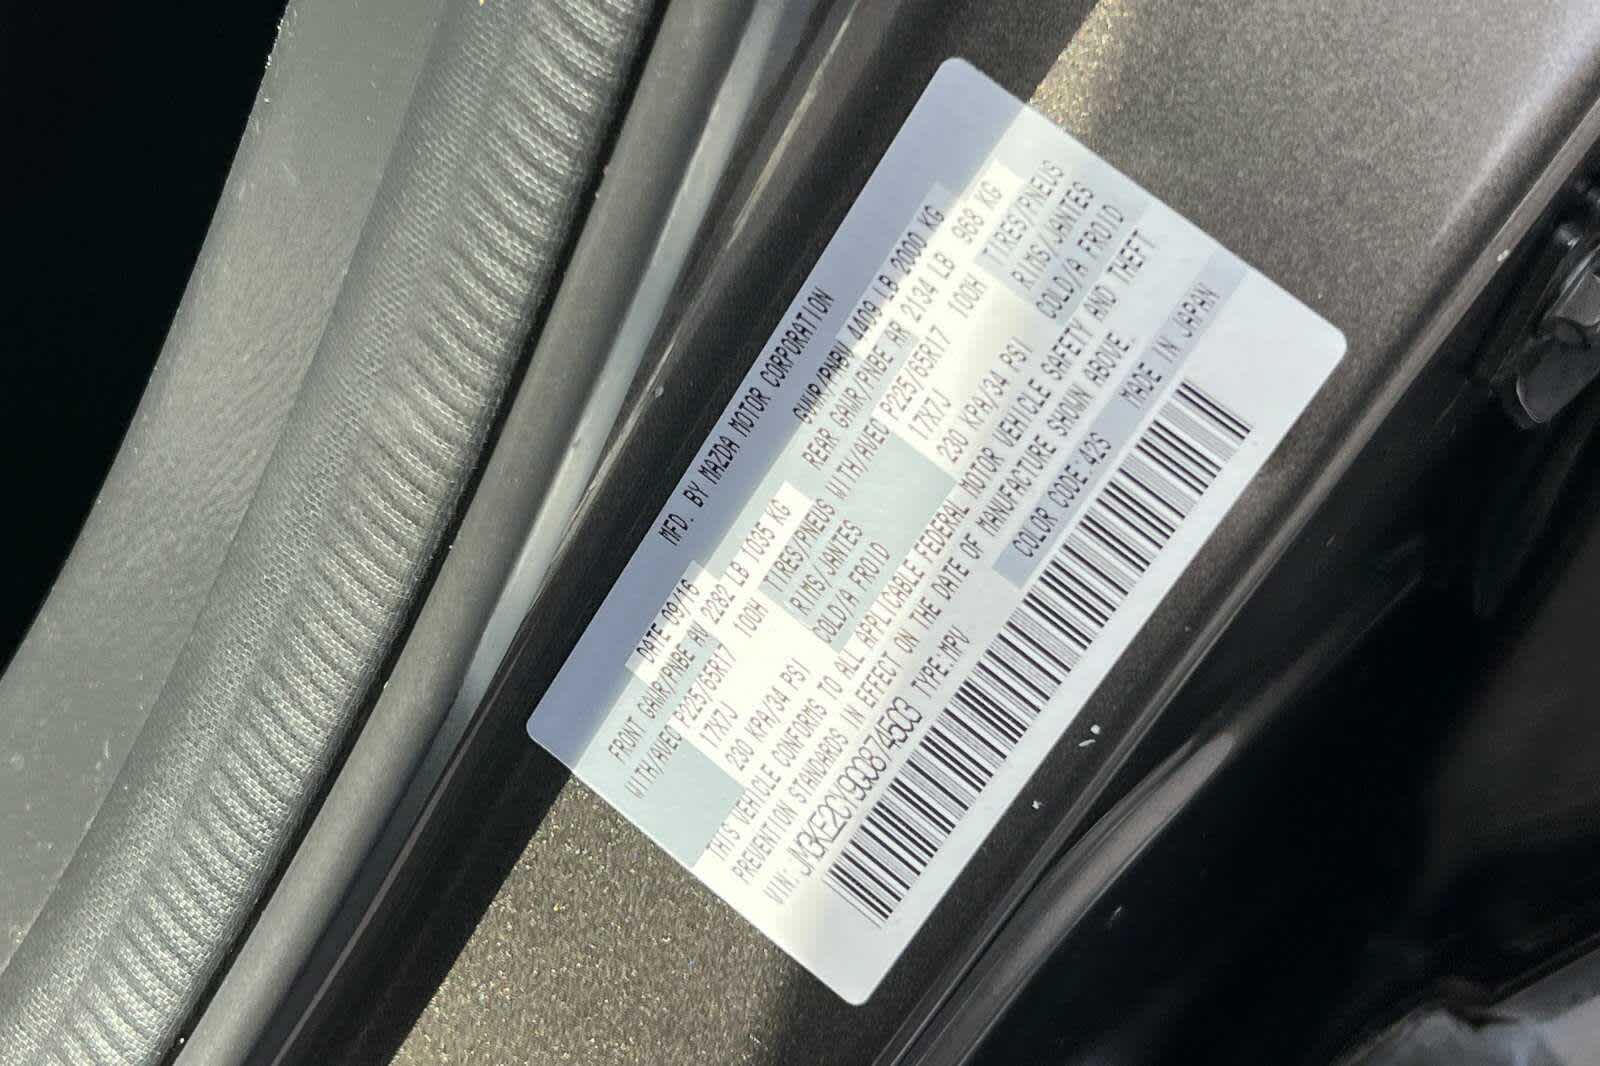 MFD. BY MAZDA MOTOR CORPORATION
DATE 09/16 GVWR/PNBV 4409 LB 2000 KG
FRONT GAWR/PNBE AV 2282 LB 1035 KG REAR GAWR/PNBE AR 2134 LB 968 KG
WITH/AVEC P225/65R17 100H TIRES/PNEUS WITH/AVEC P225/65R17 100H TIRES/PNEUS
17X7J RIMS/JANTES 17X7J RIMS/JANTES
230 KPA/34 PSI COLD/A FROID 230 KPA/34 PSI COLD/A FROID
THIS VEHICLE CONFORMS TO ALL APPLICABLE FEDERAL MOTOR VEHICLE SAFETY AND THEFT
PREVENTION STANDARDS IN EFFECT ON THE DATE OF MANUFACTURE SHOWN ABOVE.
VIN: JM3KE2CY9G0874503 TYPE:MPV COLOR CODE:42S MADE IN JAPAN